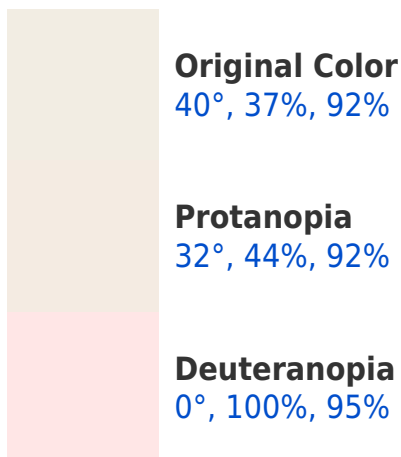 Original Color
40°, 37%, 92%
Protanopia
32°, 44%, 92%
Deuteranopia
0°, 100%, 95%